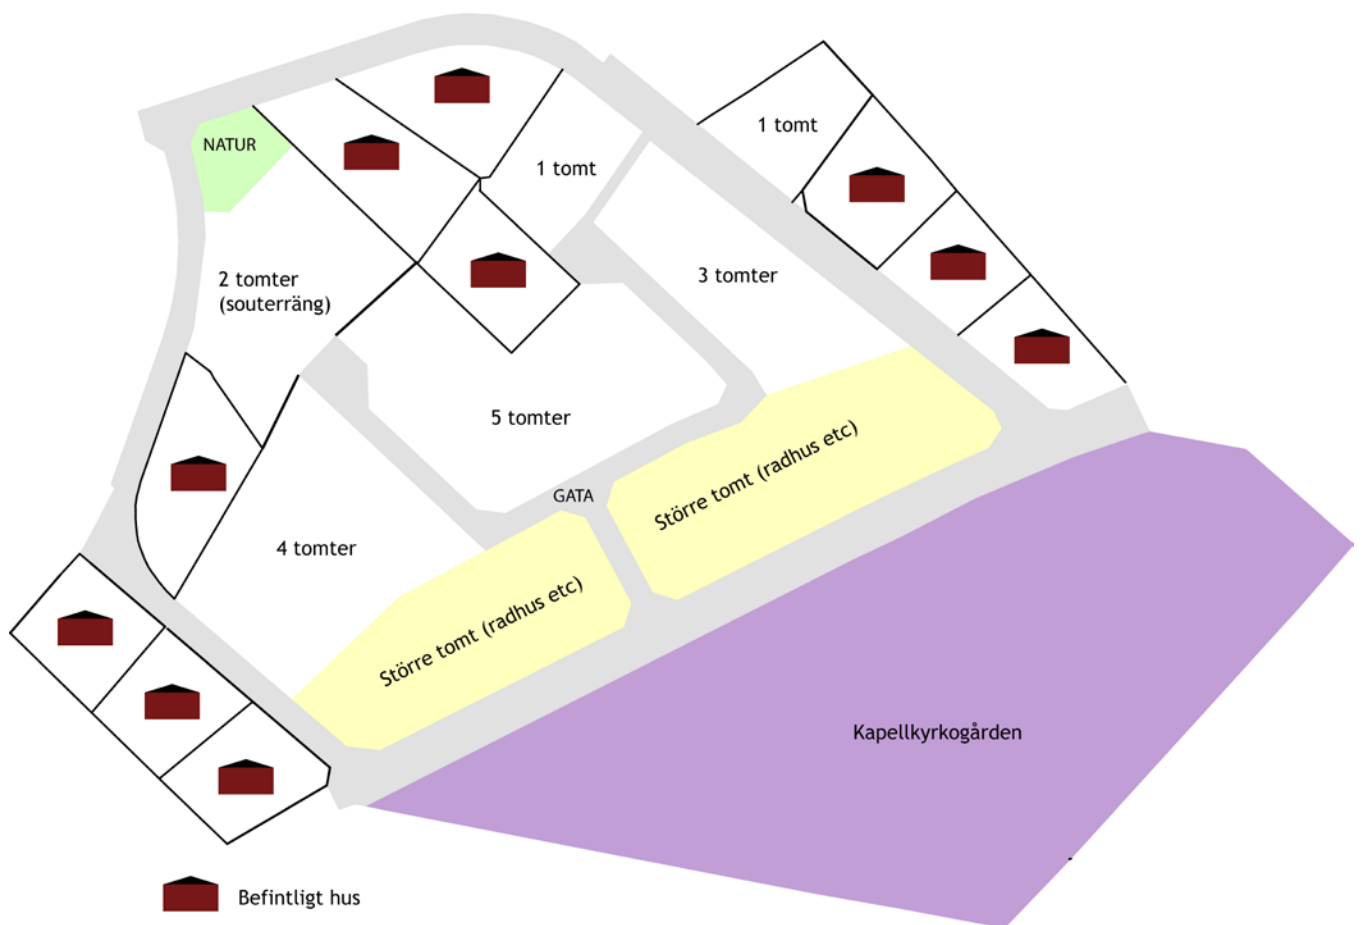 NATUR
1 tomt
1 tomt
2 tomter
(souterräng)
3 tomter
5 tomter
GATA
Större tomt (radhus etc)
4 tomter
Större tomt (radhus etc)
Kapellkyrkogården
Befintligt hus